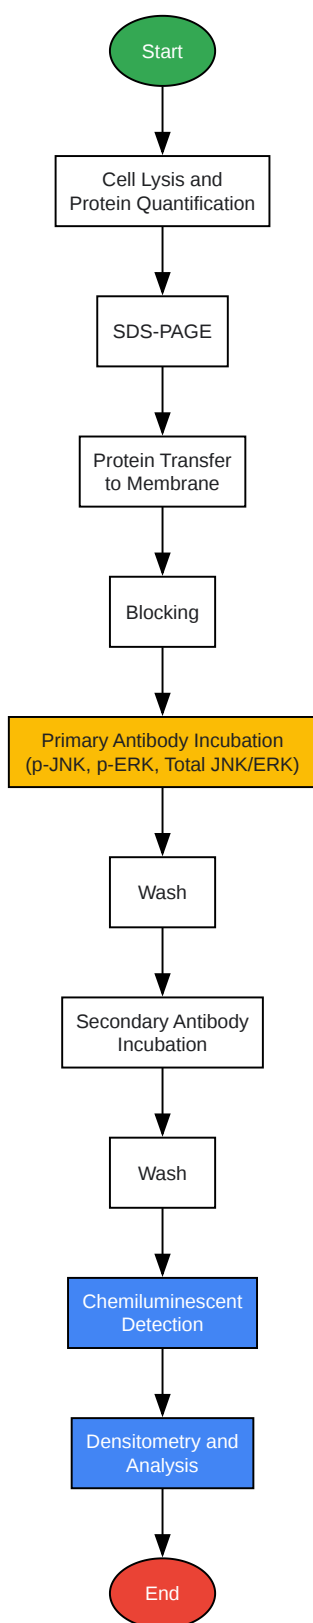 Start
Cell Lysis and
Protein Quantification
SDS-PAGE
Protein Transfer
to Membrane
Blocking
Primary Antibody Incubation
(p-JNK, p-ERK, Total JNK/ERK)
Wash
Secondary Antibody
Incubation
Wash
Chemiluminescent
Detection
Densitometry and
Analysis
End